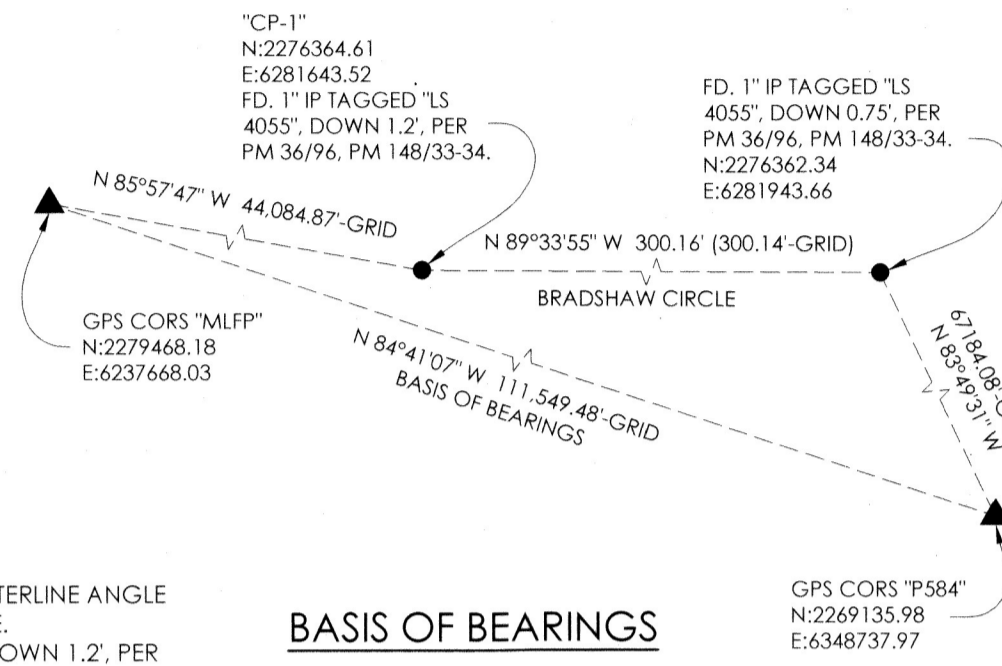 "CP-1"
N:2276364.61
E:6281643.52
FD. 1" IP TAGGED "LS
4055", DOWN 1.2', PER
PM 36/96, PM 148/33-34.
FD. 1" IP TAGGED "LS
4055", DOWN 0.75', PER
PM 36/96, PM 148/33-34.
N:2276362.34
E:6281943.66
N 85°57'47" W 44,084.87'-GRID
N 89°33'55" W 300.16' (300.14'-GRID)
BRADSHAW CIRCLE
GPS CORS "MLFP"
N:2279468.18
E:6237668.03
N 84°41'07" W 111,549.48'-GRID
BASIS OF BEARINGS
67184.08'
N 83°49'31" W
GPS CORS "P584"
N:2269135.98
E:6348737.97
TERLINE ANGLE
OWN 1.2', PER
BASIS OF BEARINGS